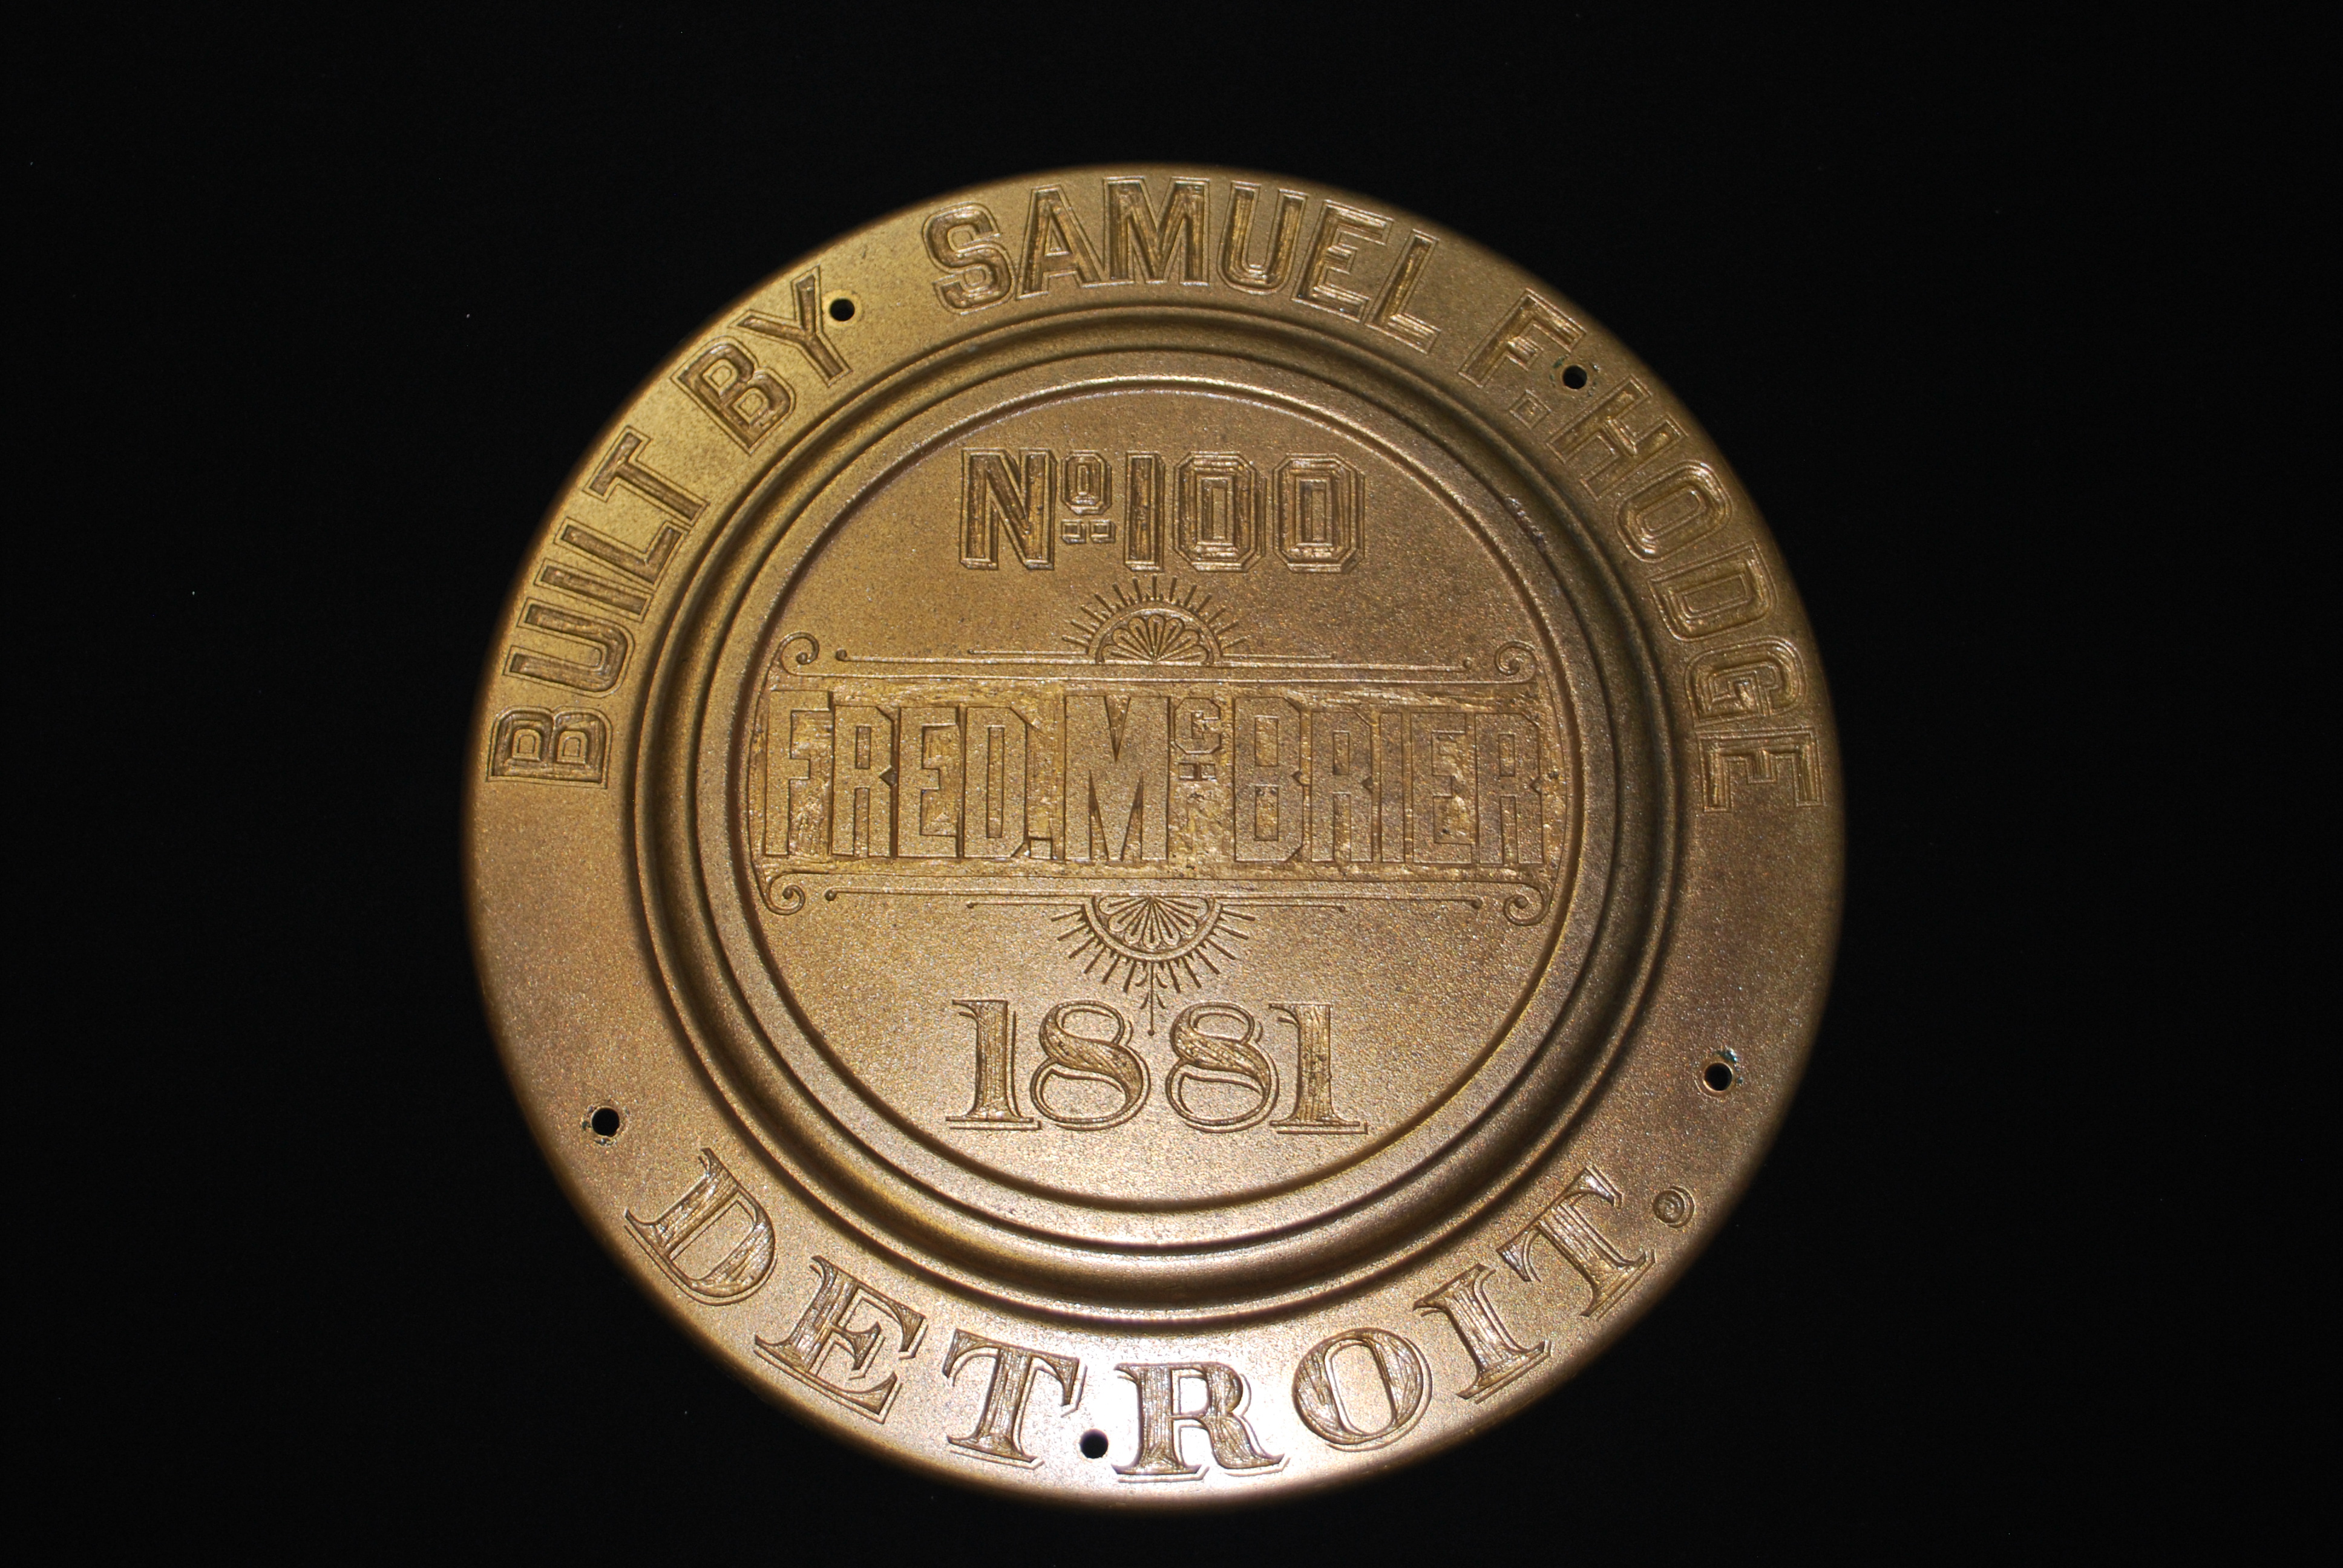 BUILT BY SAMUEL F. HODGE
No 100
FRED. McBRIER
1881
DETROIT.